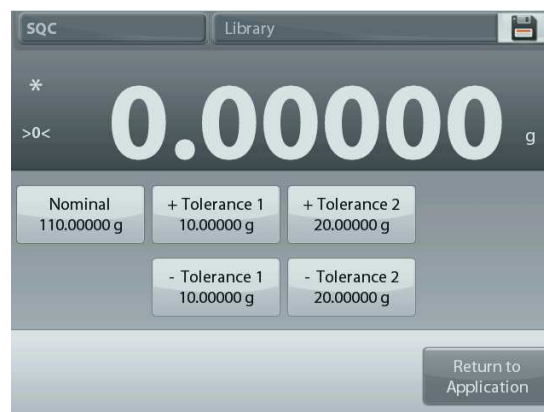 SQC
Library
*
>0<
0.00000 g
Nominal
110.00000 g
+ Tolerance 1
10.00000 g
+ Tolerance 2
20.00000 g
- Tolerance 1
10.00000 g
- Tolerance 2
20.00000 g
Return to
Application